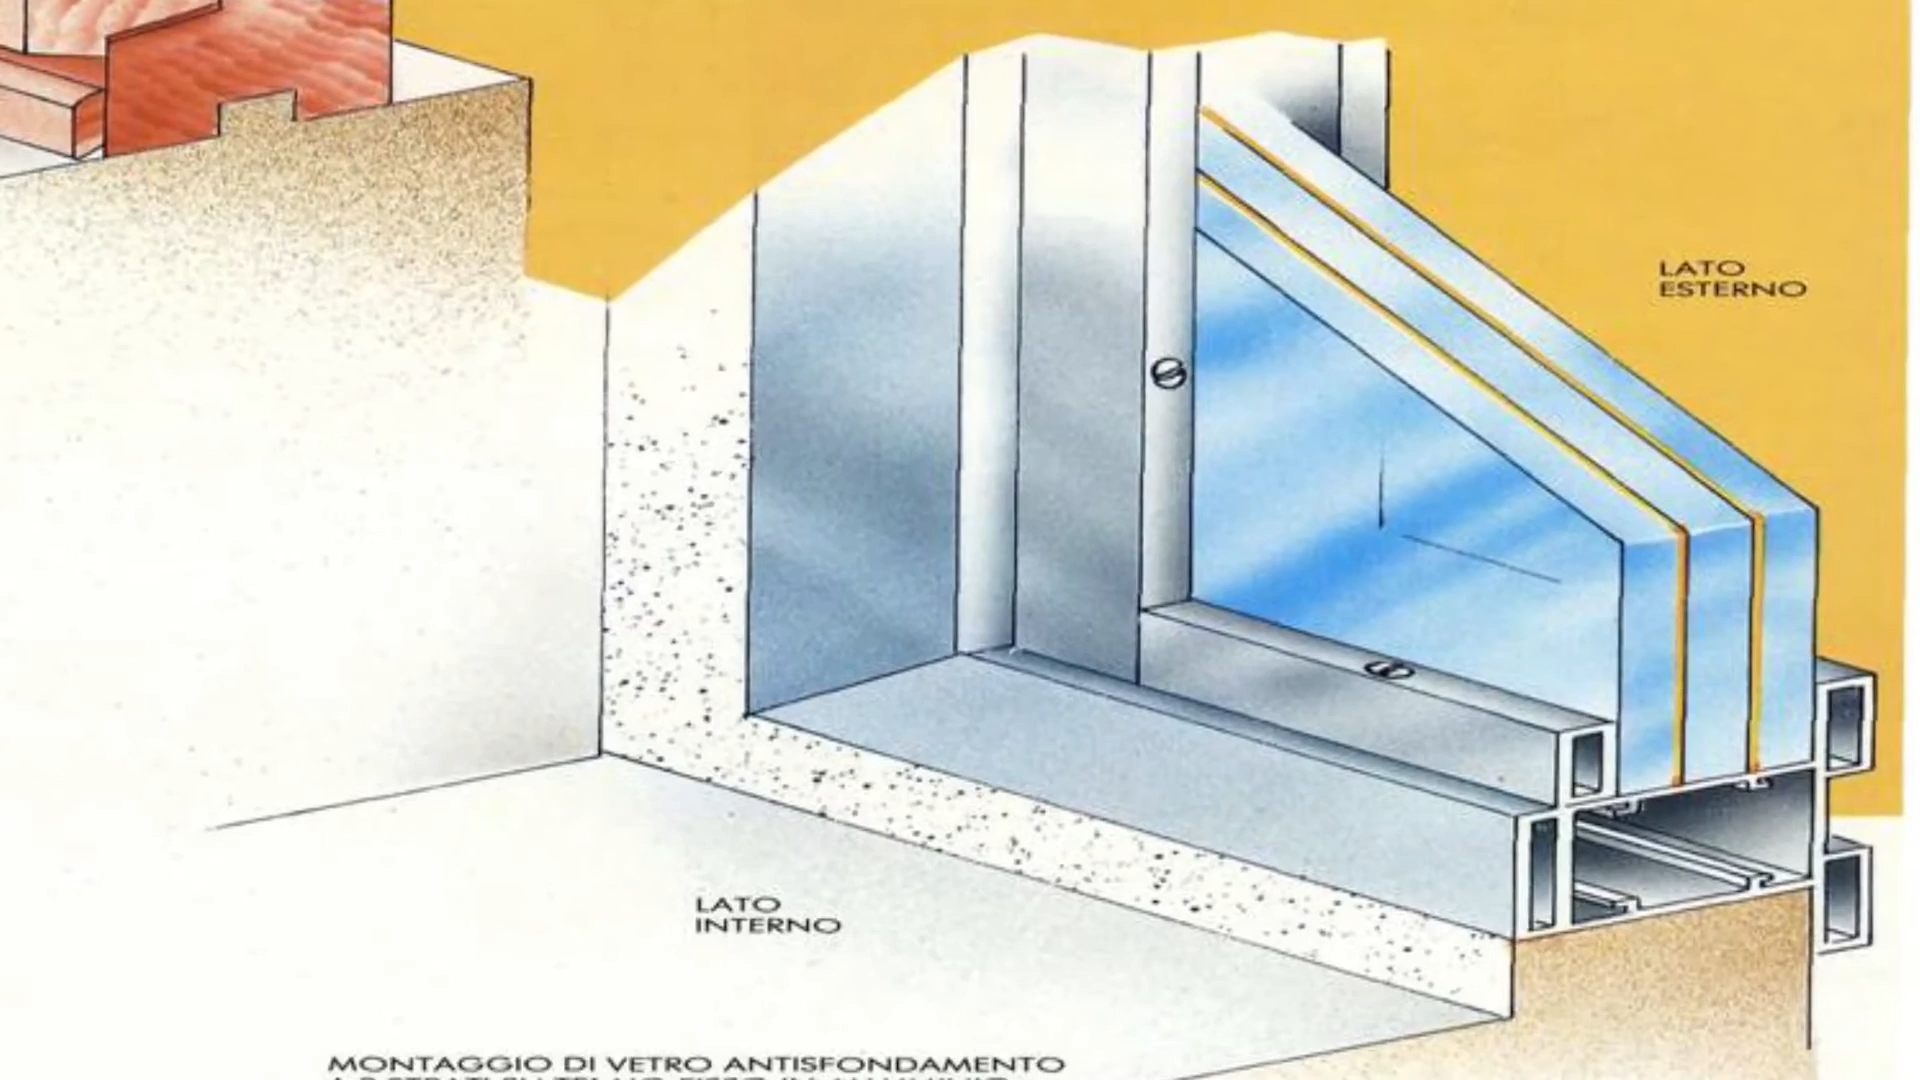 LATO
ESTERNO
LATO
INTERNO
MONTAGGIO DI VETRO ANTISFONDAMENTO